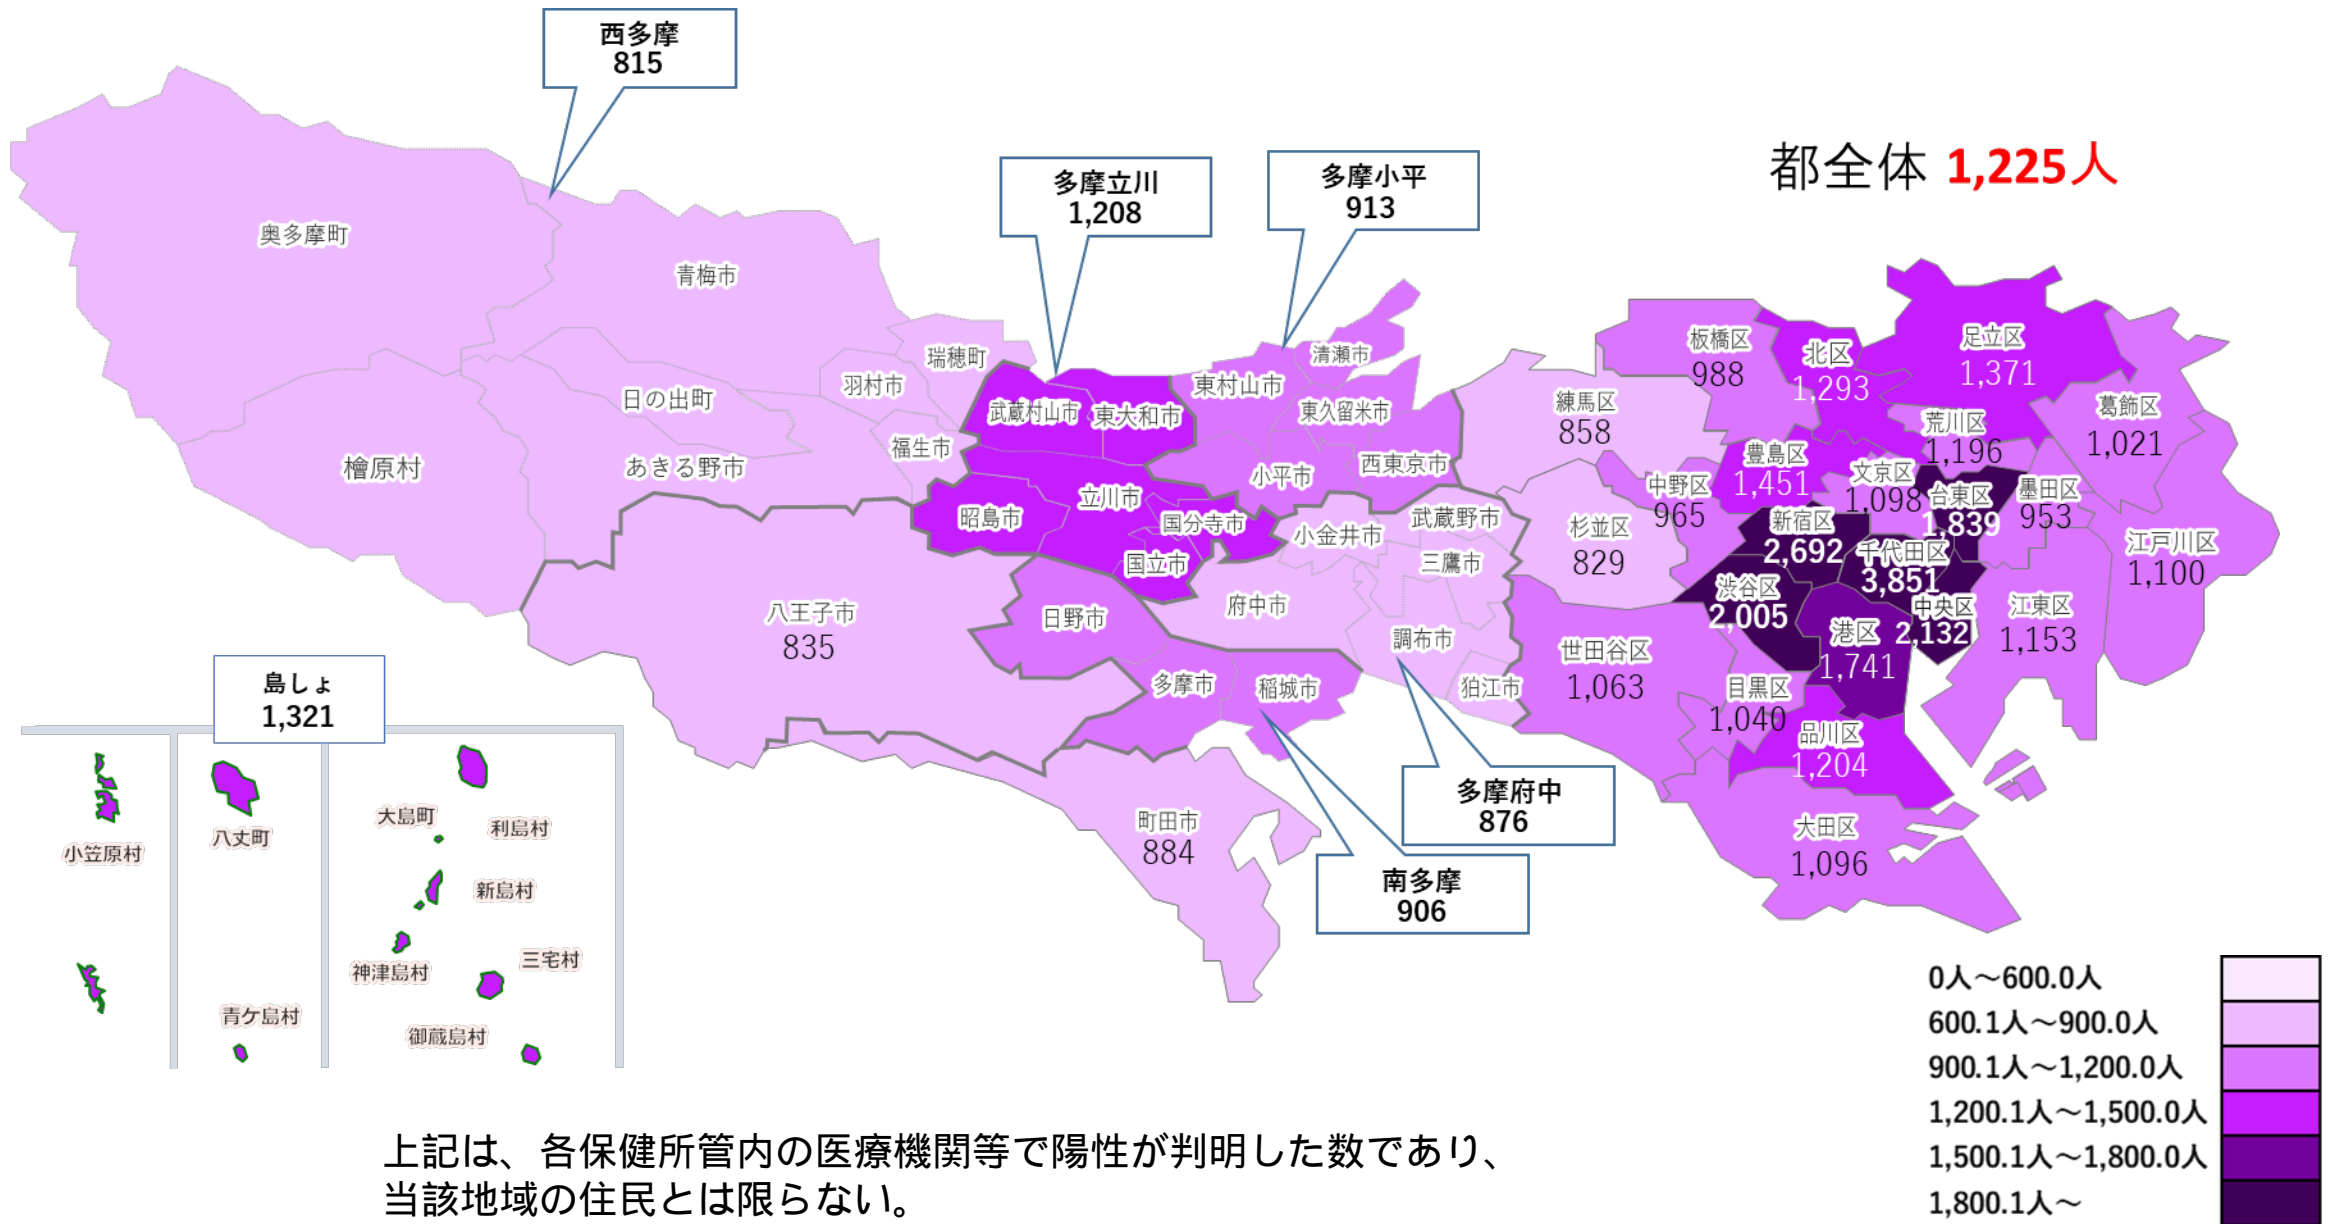 西多摩
815
多摩立川
1,208
多摩小平
913
都全体 1,225人
奥多摩町
青梅市
瑞穂町
羽村市
日の出町
福生市
あきる野市
檜原村
武蔵村山市
東大和市
東村山市
清瀬市
東久留米市
小平市
西東京市
昭島市
立川市
国分寺市
国立市
小金井市
武蔵野市
三鷹市
府中市
調布市
狛江市
八王子市
835
日野市
多摩市
稲城市
町田市
884
多摩府中
876
南多摩
906
板橋区
988
北区
1,293
足立区
1,371
葛飾区
1,021
練馬区
858
荒川区
1,196
豊島区
1,451
文京区
1,098
台東区
1,839
墨田区
953
中野区
965
杉並区
829
新宿区
2,692
千代田区
3,851
江戸川区
1,100
渋谷区
2,005
中央区
2,132
江東区
1,153
港区
1,741
世田谷区
1,063
目黒区
1,040
品川区
1,204
大田区
1,096
島しょ
1,321
小笠原村
八丈町
青ケ島村
大島町
利島村
新島村
神津島村
三宅村
御蔵島村
0人～600.0人
600.1人～900.0人
900.1人～1,200.0人
1,200.1人～1,500.0人
1,500.1人～1,800.0人
1,800.1人～
上記は、各保健所管内の医療機関等で陽性が判明した数であり、
当該地域の住民とは限らない。